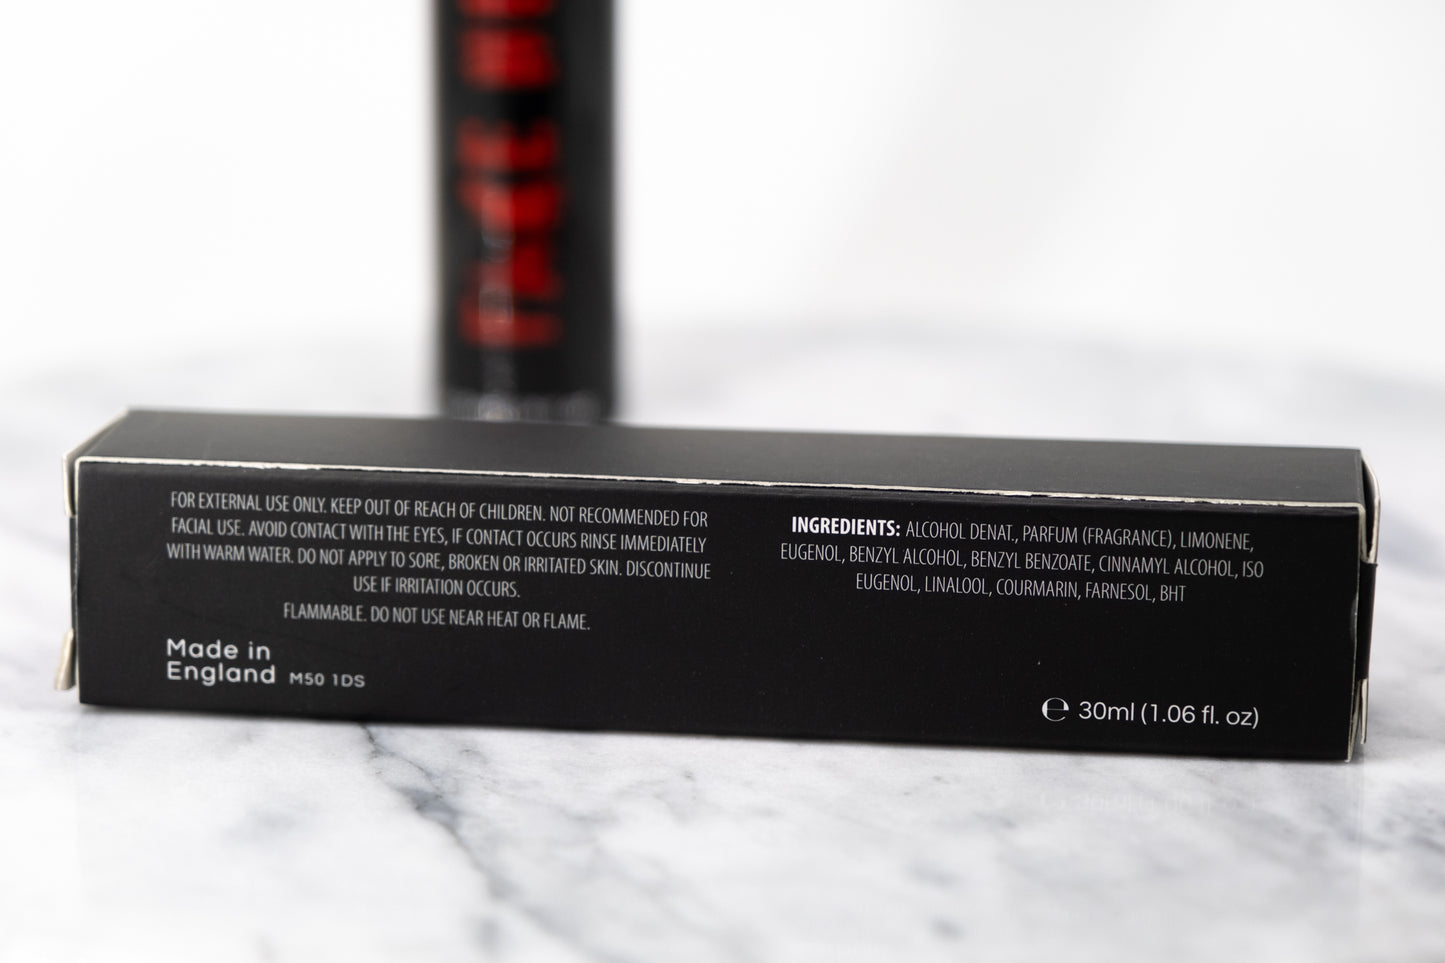 FOR EXTERNAL USE ONLY. KEEP OUT OF REACH OF CHILDREN. NOT RECOMMENDED FOR
FACIAL USE. AVOID CONTACT WITH THE EYES, IF CONTACT OCCURS RINSE IMMEDIATELY
WITH WARM WATER. DO NOT APPLY TO SORE, BROKEN OR IRRITATED SKIN. DISCONTINUE
USE IF IRRITATION OCCURS.
FLAMMABLE. DO NOT USE NEAR HEAT OR FLAME.
Made in
England M50 1DS
INGREDIENTS: ALCOHOL DENAT., PARFUM (FRAGRANCE), LIMONENE,
EUGENOL, BENZYL ALCOHOL, BENZYL BENZOATE, CINNAMYL ALCOHOL, ISO
EUGENOL, LINALOOL, COURMARIN, FARNESOL, BHT
℮ 30ml (1.06 fl. oz)